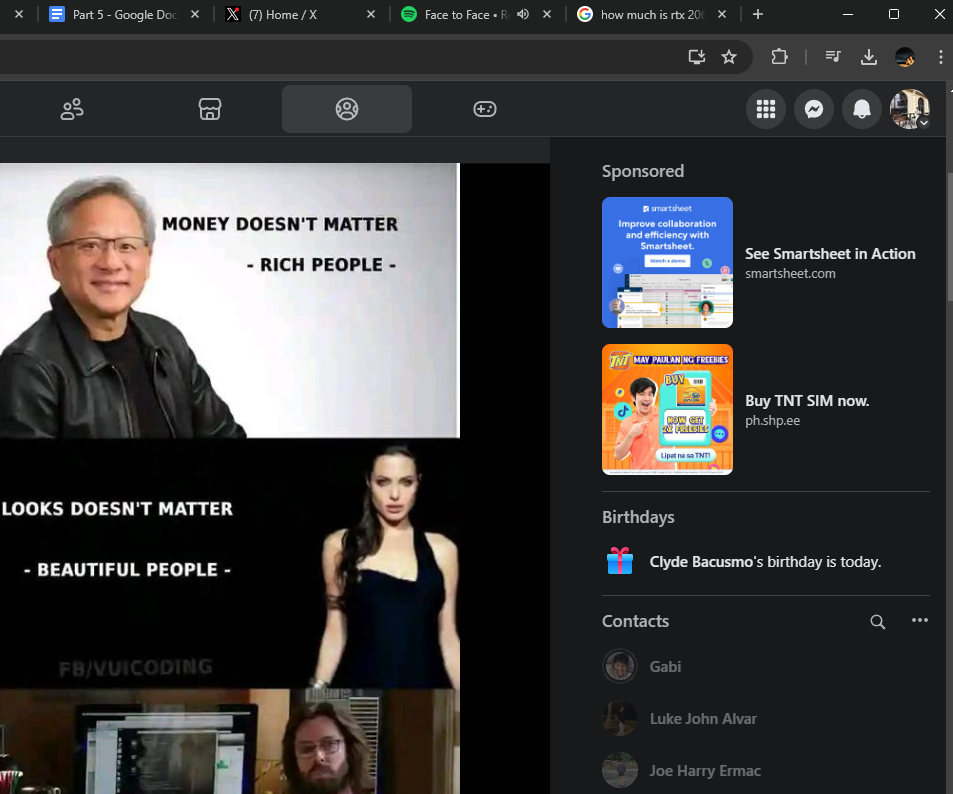 Part 5 - Google Doc
(7) Home / X
Face to Face • R
how much is rtx 206
MONEY DOESN'T MATTER
- RICH PEOPLE -
LOOKS DOESN'T MATTER
- BEAUTIFUL PEOPLE -
FB/VUICODING
Sponsored
smartsheet
Improve collaboration
and efficiency with
Smartsheet.
Watch a demo
See Smartsheet in Action
smartsheet.com
TNT MAY PAULAN NG FREEBIES
BUY
NOW GET
FREEBIES
Lipat na sa TNT!
Buy TNT SIM now.
ph.shp.ee
Birthdays
Clyde Bacusmo's birthday is today.
Contacts
Gabi
Luke John Alvar
Joe Harry Ermac